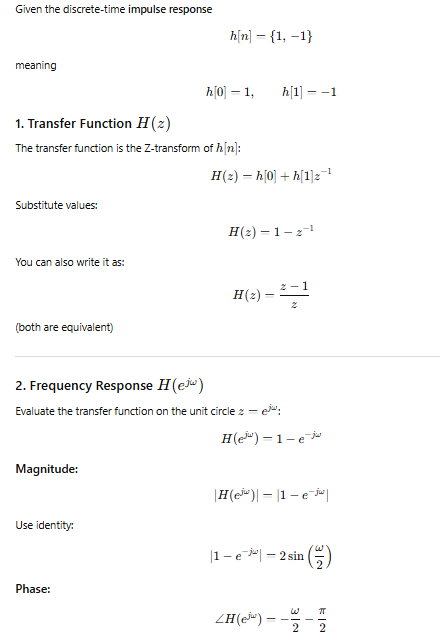 Given the discrete-time impulse response
h[n] = {1, −1}
meaning
h[0] = 1,    h[1] = −1
1. Transfer Function H(z)
The transfer function is the Z-transform of h[n]:
H(z) = h[0] + h[1]z⁻¹
Substitute values:
H(z) = 1 − z⁻¹
You can also write it as:
H(z) = (z − 1)/z
(both are equivalent)
2. Frequency Response H(e^{jω})
Evaluate the transfer function on the unit circle z = e^{jω}:
H(e^{jω}) = 1 − e^{−jω}
Magnitude:
|H(e^{jω})| = |1 − e^{−jω}|
Use identity:
|1 − e^{−jω}| = 2 sin(ω/2)
Phase:
∠H(e^{jω}) = −ω/2 − π/2